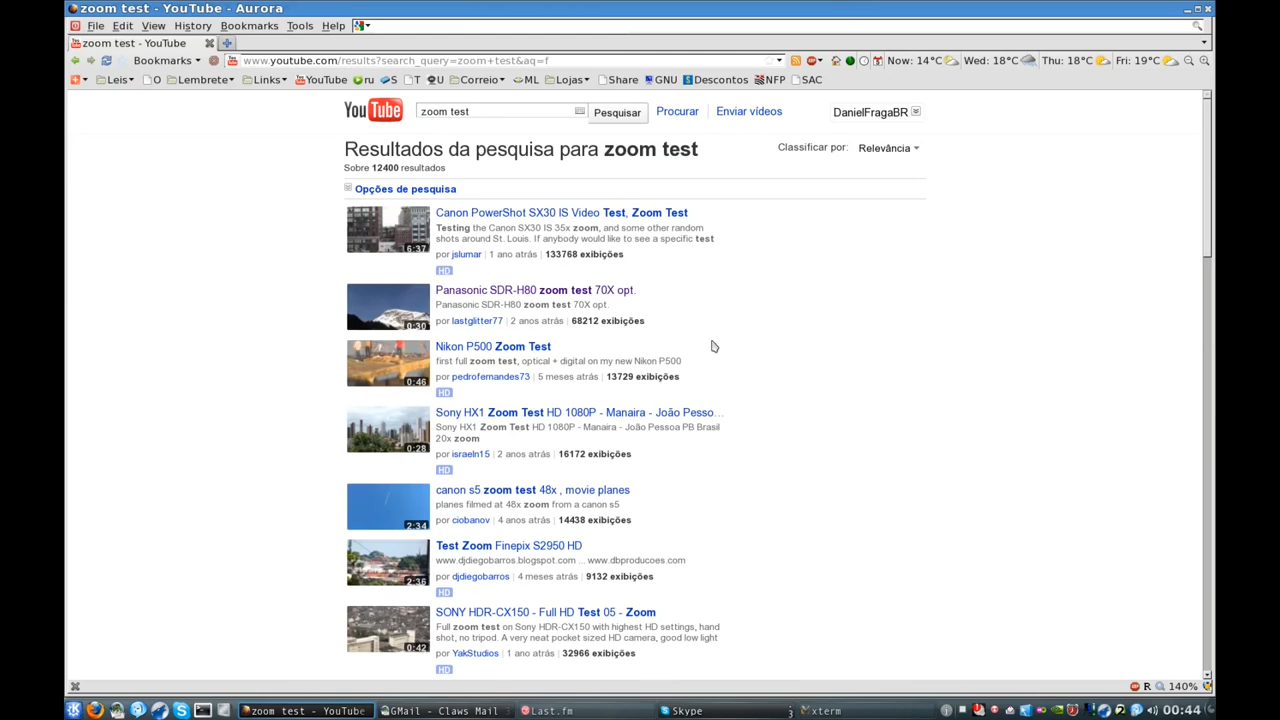 zoom test - YouTube - Aurora
File Edit View History Bookmarks Tools Help
zoom test - YouTube
Bookmarks www.youtube.com/results?search_query=zoom+test&aq=f Now: 14°C Wed: 18°C Thu: 18°C Fri: 19°C
Leis O Lembrete Links YouTube ru S T U Correio ML Lojas Share GNU Descontos NFP SAC
YouTube zoom test Pesquisar Procurar Enviar vídeos DanielFragaBR
Resultados da pesquisa para zoom test Classificar por: Relevância
Sobre 12400 resultados
Opções de pesquisa
Canon PowerShot SX30 IS Video Test, Zoom Test
Testing the Canon SX30 IS 35x zoom, and some other random
shots around St. Louis. If anybody would like to see a specific test
6:37
por jslumar 1 ano atrás 133768 exibições
HD
Panasonic SDR-H80 zoom test 70X opt.
Panasonic SDR-H80 zoom test 70X opt.
0:30
por lastglitter77 2 anos atrás 68212 exibições
Nikon P500 Zoom Test
first full zoom test, optical + digital on my new Nikon P500
0:46
por pedrofernandes73 5 meses atrás 13729 exibições
HD
Sony HX1 Zoom Test HD 1080P - Manaira - João Pesso...
Sony HX1 Zoom Test HD 1080P - Manaira - João Pessoa PB Brasil
20x zoom
0:28
por israeln15 2 anos atrás 16172 exibições
HD
canon s5 zoom test 48x , movie planes
planes filmed at 48x zoom from a canon s5
2:34
por ciobanov 4 anos atrás 14438 exibições
Test Zoom Finepix S2950 HD
www.djdiegobarros.blogspot.com ... www.dbproducoes.com
2:36
por djdiegobarros 4 meses atrás 9132 exibições
HD
SONY HDR-CX150 - Full HD Test 05 - Zoom
Full zoom test on Sony HDR-CX150 with highest HD settings, hand
shot, no tripod. A very neat pocket sized HD camera, good low light
0:42
por YakStudios 1 ano atrás 32966 exibições
HD
R 140%
zoom test - YouTube GMail - Claws Mail Last.fm Skype 3 xterm 00:44